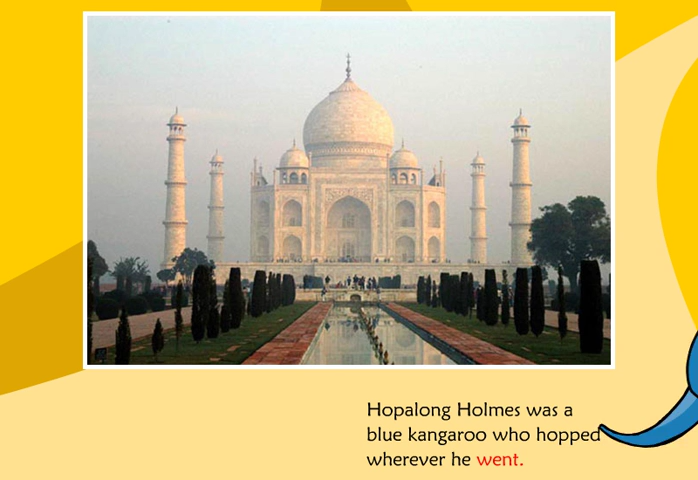 Hopalong Holmes was a
blue kangaroo who hopped
wherever he went.